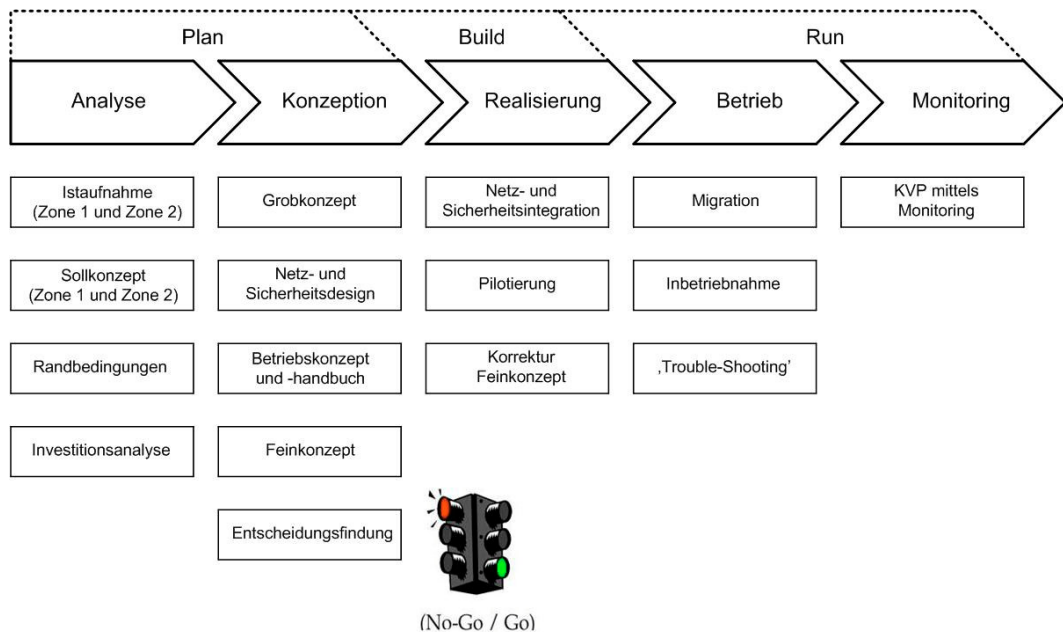 Plan
Build
Run
Analyse
Konzeption
Realisierung
Betrieb
Monitoring
Istaufnahme
(Zone 1 und Zone 2)
Sollkonzept
(Zone 1 und Zone 2)
Randbedingungen
Investitionsanalyse
Grobkonzept
Netz- und
Sicherheitsdesign
Betriebskonzept
und -handbuch
Feinkonzept
Entscheidungsfindung
Netz- und
Sicherheitsintegration
Pilotierung
Korrektur
Feinkonzept
(No-Go / Go)
Migration
Inbetriebnahme
‚Trouble-Shooting’
KVP mittels
Monitoring